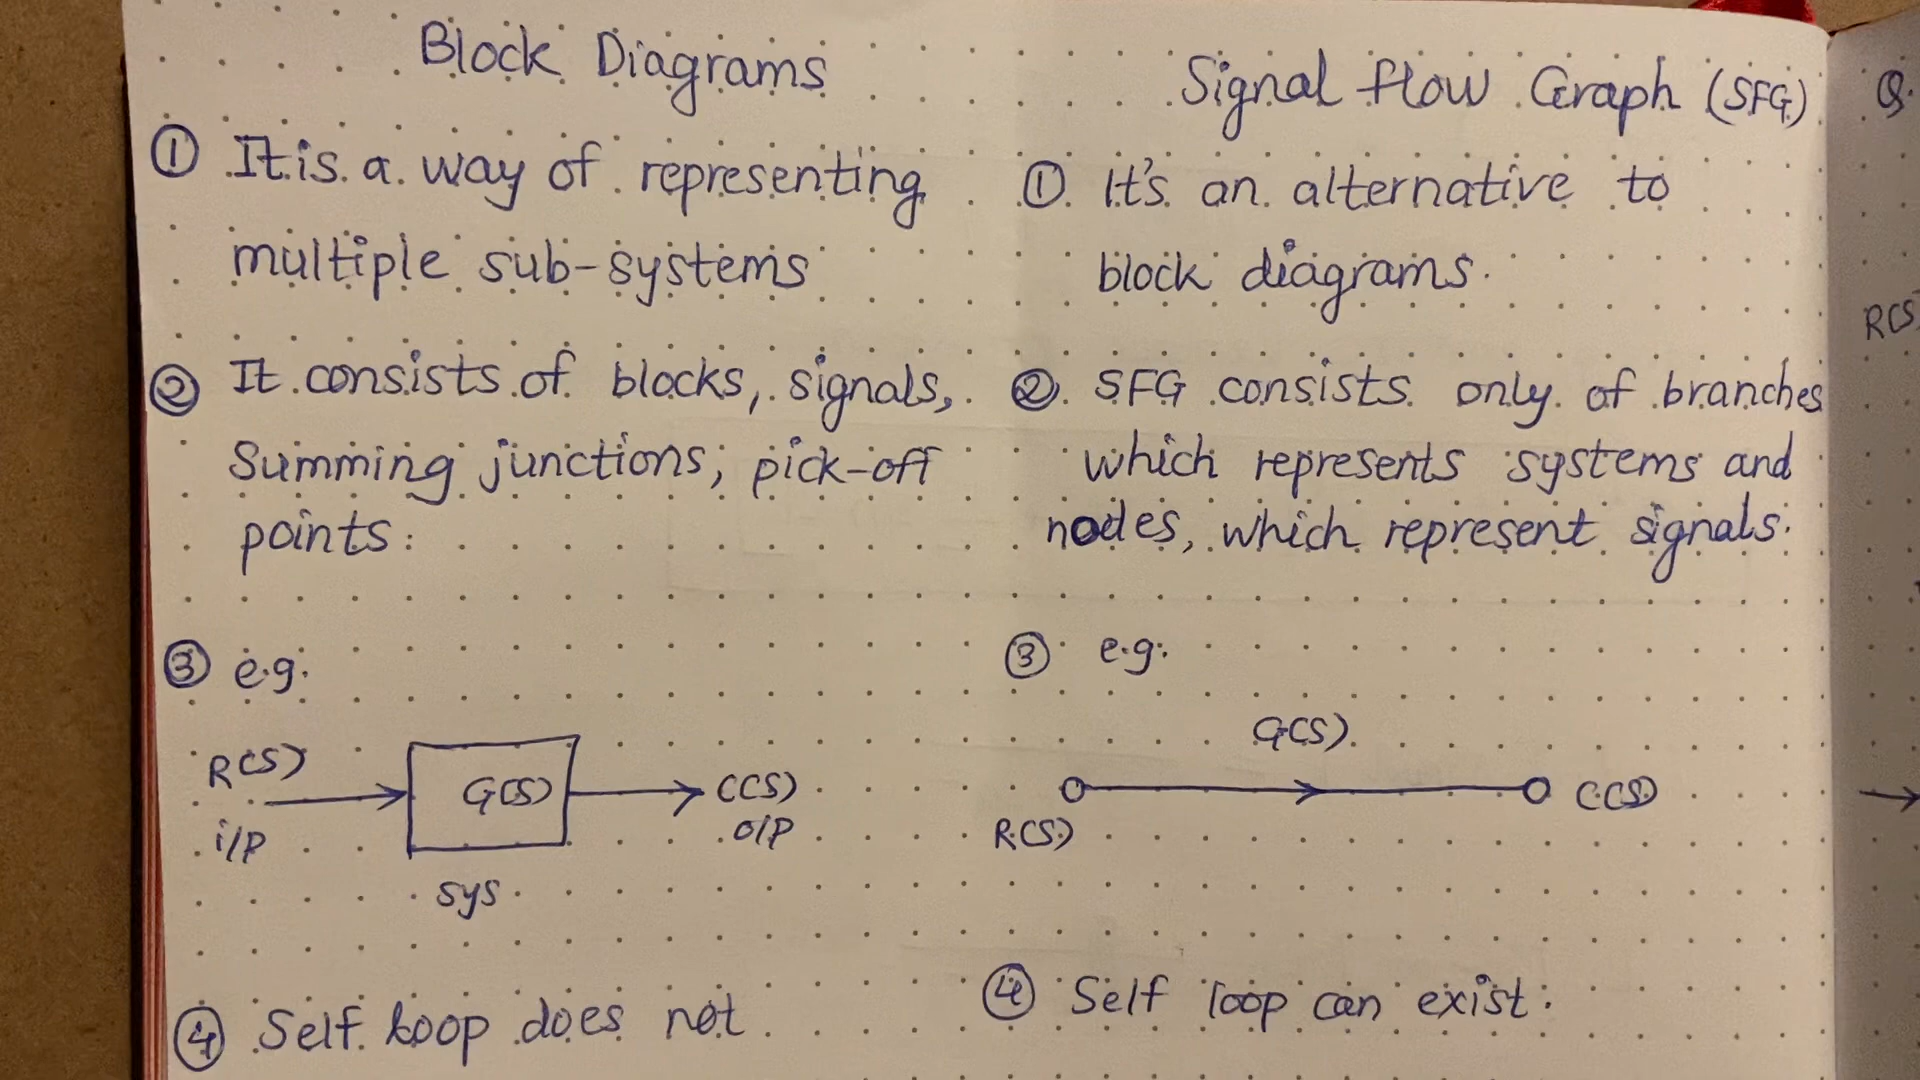 Block Diagrams
① It is a way of representing
multiple sub-systems
② It consists of blocks, signals,
Summing junctions, pick-off
points.
③ e.g.
R(S)
i/p
G(S)
C(S)
o/p
sys
④ Self loop does not
Signal flow Graph (SFG)
① It's an alternative to
block diagrams.
② SFG consists only of branches
which represents systems and
nodes, which represent signals.
③ e.g.
G(S)
R(S)
C(S)
④ Self loop can exist.
Q.
R(S